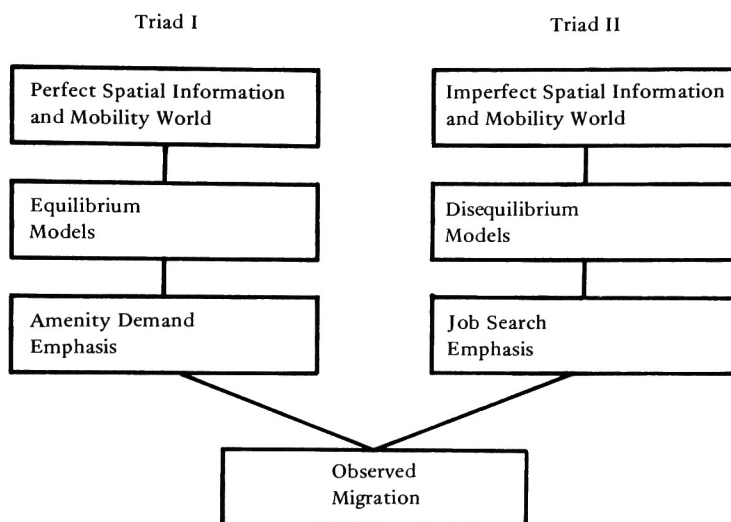 Triad I
Perfect Spatial Information
and Mobility World
Equilibrium
Models
Amenity Demand
Emphasis
Triad II
Imperfect Spatial Information
and Mobility World
Disequilibrium
Models
Job Search
Emphasis
Observed
Migration